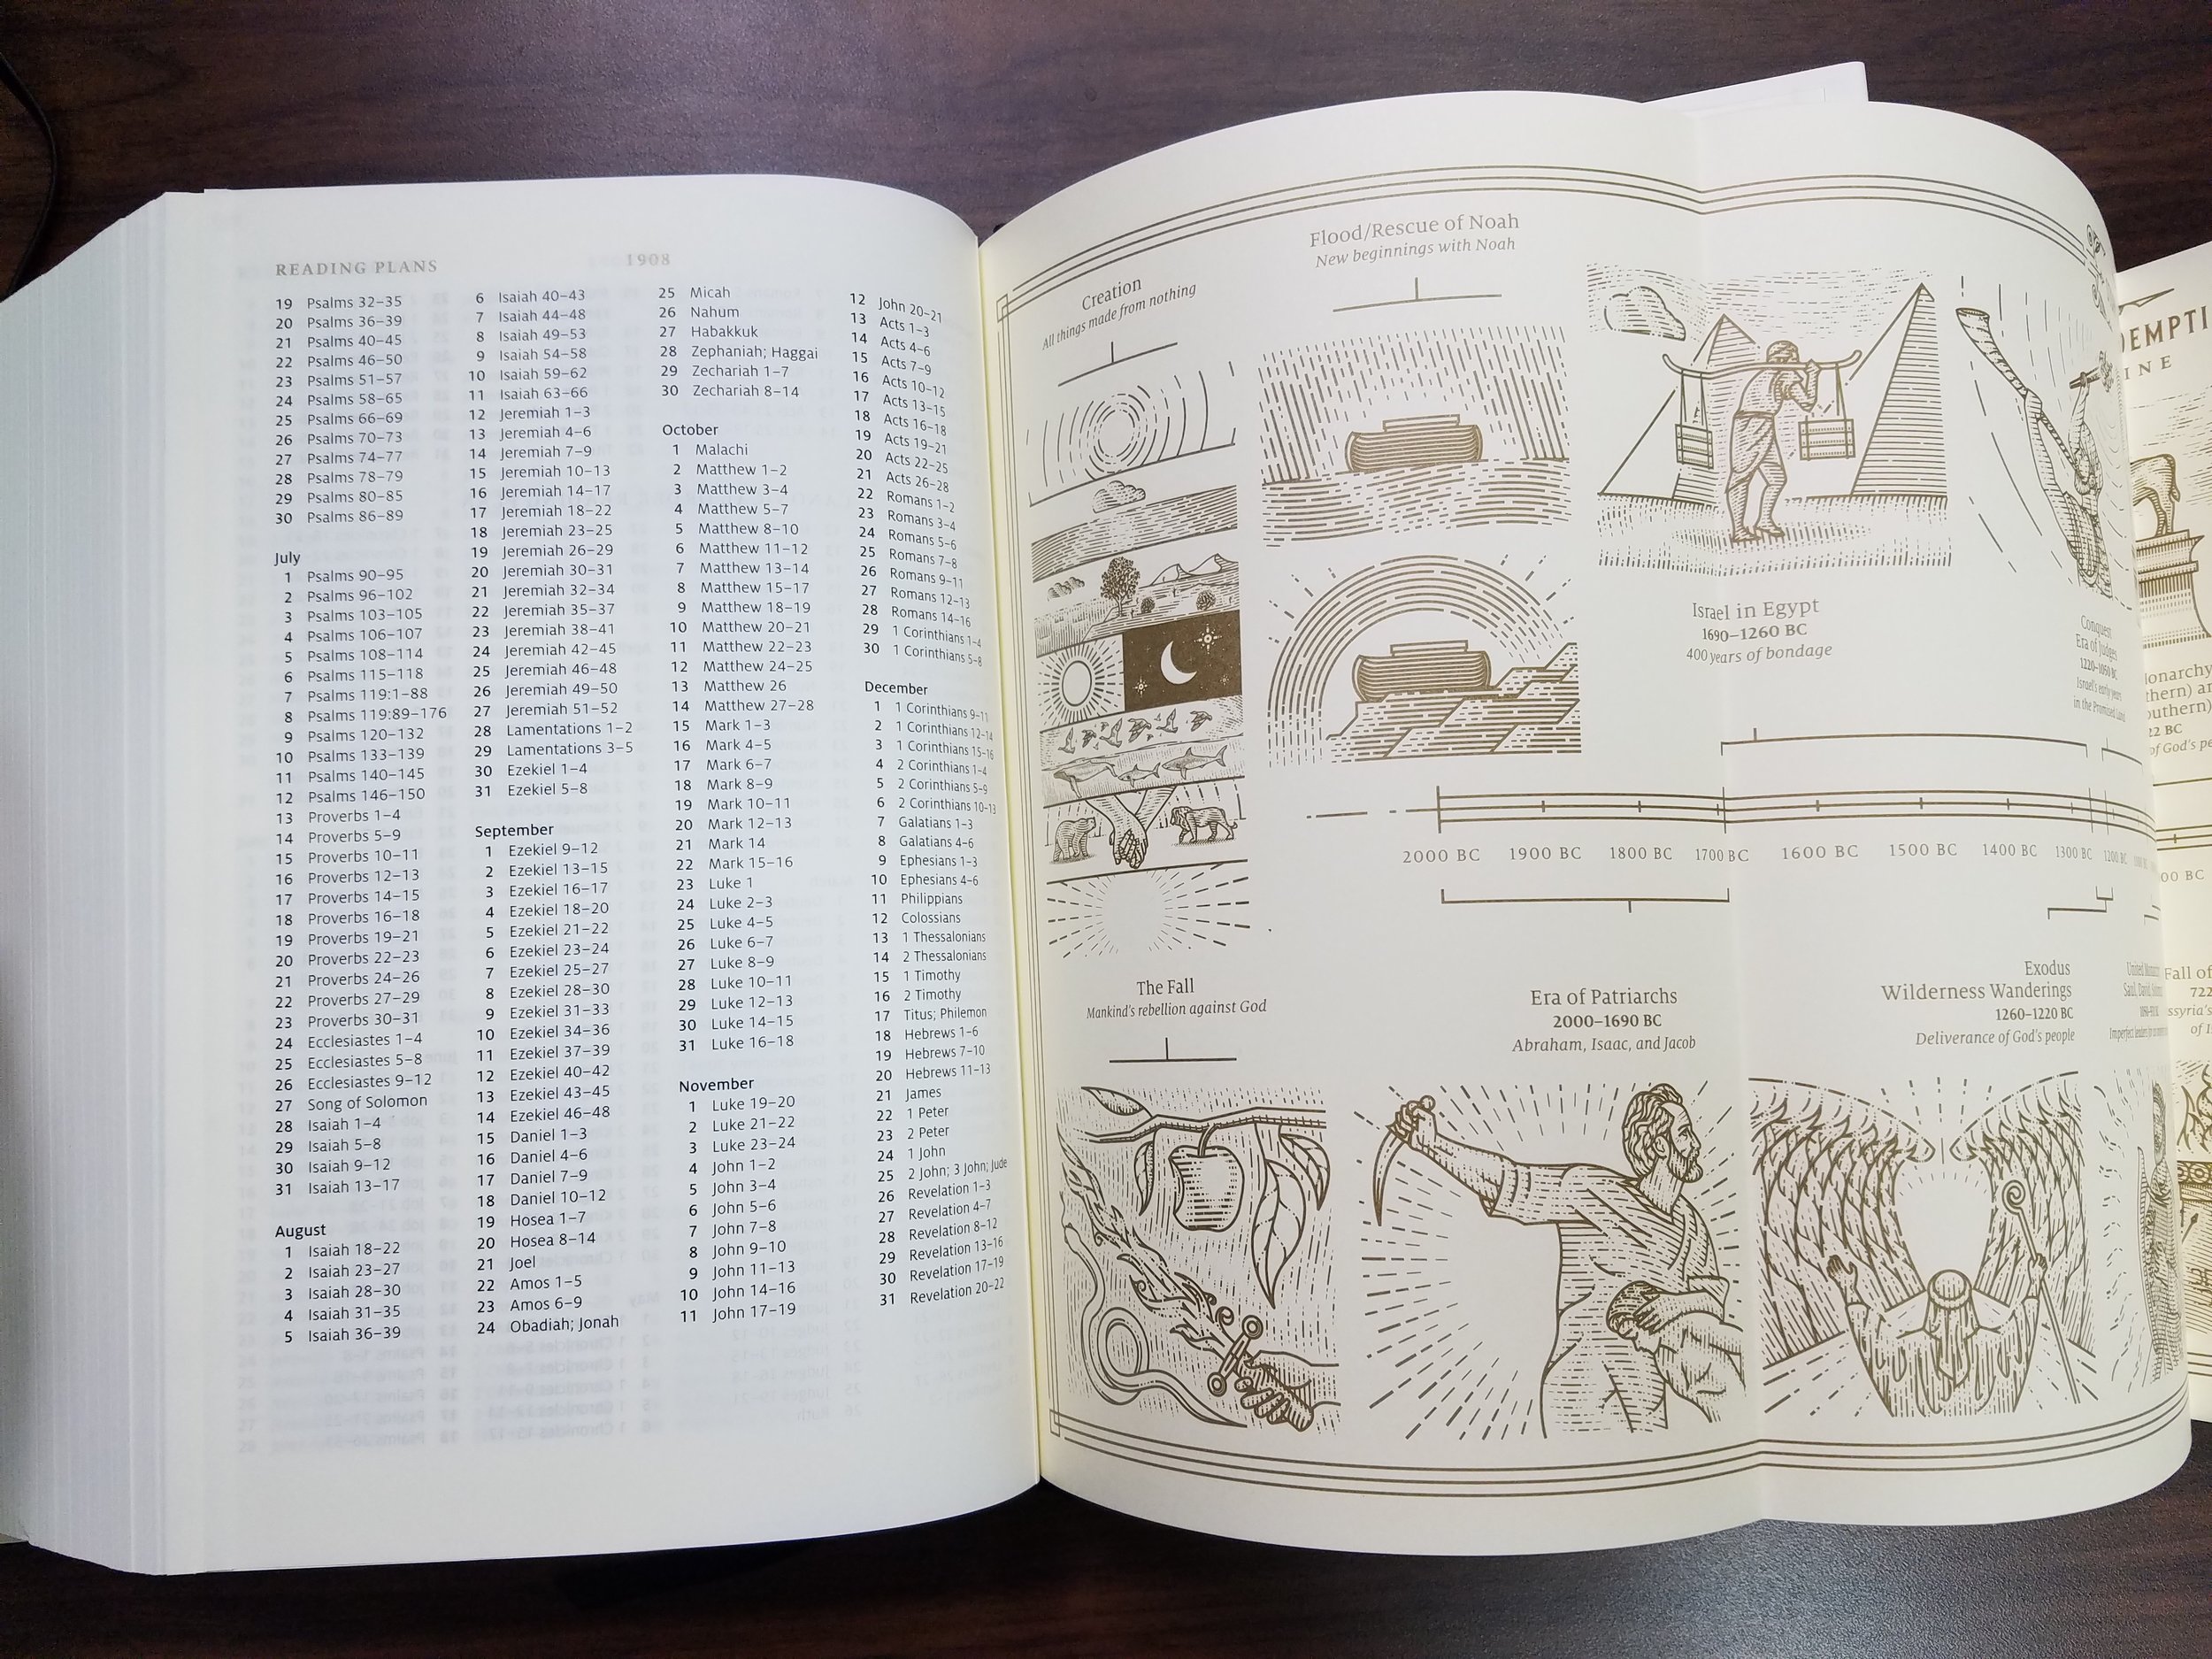 READING PLANS
1908
19 Psalms 32–35
20 Psalms 36–39
21 Psalms 40–45
22 Psalms 46–50
23 Psalms 51–57
24 Psalms 58–65
25 Psalms 66–69
26 Psalms 70–73
27 Psalms 74–77
28 Psalms 78–79
29 Psalms 80–85
30 Psalms 86–89
July
1 Psalms 90–95
2 Psalms 96–102
3 Psalms 103–105
4 Psalms 106–107
5 Psalms 108–114
6 Psalms 115–118
7 Psalms 119:1–88
8 Psalms 119:89–176
9 Psalms 120–132
10 Psalms 133–139
11 Psalms 140–145
12 Psalms 146–150
13 Proverbs 1–4
14 Proverbs 5–9
15 Proverbs 10–11
16 Proverbs 12–13
17 Proverbs 14–15
18 Proverbs 16–18
19 Proverbs 19–21
20 Proverbs 22–23
21 Proverbs 24–26
22 Proverbs 27–29
23 Proverbs 30–31
24 Ecclesiastes 1–4
25 Ecclesiastes 5–8
26 Ecclesiastes 9–12
27 Song of Solomon
28 Isaiah 1–4
29 Isaiah 5–8
30 Isaiah 9–12
31 Isaiah 13–17
August
1 Isaiah 18–22
2 Isaiah 23–27
3 Isaiah 28–30
4 Isaiah 31–35
5 Isaiah 36–39
6 Isaiah 40–43
7 Isaiah 44–48
8 Isaiah 49–53
9 Isaiah 54–58
10 Isaiah 59–62
11 Isaiah 63–66
12 Jeremiah 1–3
13 Jeremiah 4–6
14 Jeremiah 7–9
15 Jeremiah 10–13
16 Jeremiah 14–17
17 Jeremiah 18–22
18 Jeremiah 23–25
19 Jeremiah 26–29
20 Jeremiah 30–31
21 Jeremiah 32–34
22 Jeremiah 35–37
23 Jeremiah 38–41
24 Jeremiah 42–45
25 Jeremiah 46–48
26 Jeremiah 49–50
27 Jeremiah 51–52
28 Lamentations 1–2
29 Lamentations 3–5
30 Ezekiel 1–4
31 Ezekiel 5–8
September
1 Ezekiel 9–12
2 Ezekiel 13–15
3 Ezekiel 16–17
4 Ezekiel 18–20
5 Ezekiel 21–22
6 Ezekiel 23–24
7 Ezekiel 25–27
8 Ezekiel 28–30
9 Ezekiel 31–33
10 Ezekiel 34–36
11 Ezekiel 37–39
12 Ezekiel 40–42
13 Ezekiel 43–45
14 Ezekiel 46–48
15 Daniel 1–3
16 Daniel 4–6
17 Daniel 7–9
18 Daniel 10–12
19 Hosea 1–7
20 Hosea 8–14
21 Joel
22 Amos 1–5
23 Amos 6–9
24 Obadiah; Jonah
25 Micah
26 Nahum
27 Habakkuk
28 Zephaniah; Haggai
29 Zechariah 1–7
30 Zechariah 8–14
October
1 Malachi
2 Matthew 1–2
3 Matthew 3–4
4 Matthew 5–7
5 Matthew 8–10
6 Matthew 11–12
7 Matthew 13–14
8 Matthew 15–17
9 Matthew 18–19
10 Matthew 20–21
11 Matthew 22–23
12 Matthew 24–25
13 Matthew 26
14 Matthew 27–28
15 Mark 1–3
16 Mark 4–5
17 Mark 6–7
18 Mark 8–9
19 Mark 10–11
20 Mark 12–13
21 Mark 14
22 Mark 15–16
23 Luke 1
24 Luke 2–3
25 Luke 4–5
26 Luke 6–7
27 Luke 8–9
28 Luke 10–11
29 Luke 12–13
30 Luke 14–15
31 Luke 16–18
November
1 Luke 19–20
2 Luke 21–22
3 Luke 23–24
4 John 1–2
5 John 3–4
6 John 5–6
7 John 7–8
8 John 9–10
9 John 11–13
10 John 14–16
11 John 17–19
12 John 20–21
13 Acts 1–3
14 Acts 4–6
15 Acts 7–9
16 Acts 10–12
17 Acts 13–15
18 Acts 16–18
19 Acts 19–21
20 Acts 22–25
21 Acts 26–28
22 Romans 1–2
23 Romans 3–4
24 Romans 5–6
25 Romans 7–8
26 Romans 9–11
27 Romans 12–13
28 Romans 14–16
29 1 Corinthians 1–4
30 1 Corinthians 5–8
December
1 1 Corinthians 9–11
2 1 Corinthians 12–14
3 1 Corinthians 15–16
4 2 Corinthians 1–4
5 2 Corinthians 5–9
6 2 Corinthians 10–13
7 Galatians 1–3
8 Galatians 4–6
9 Ephesians 1–3
10 Ephesians 4–6
11 Philippians
12 Colossians
13 1 Thessalonians
14 2 Thessalonians
15 1 Timothy
16 2 Timothy
17 Titus; Philemon
18 Hebrews 1–6
19 Hebrews 7–10
20 Hebrews 11–13
21 James
22 1 Peter
23 2 Peter
24 1 John
25 2 John; 3 John; Jude
26 Revelation 1–3
27 Revelation 4–7
28 Revelation 8–12
29 Revelation 13–16
30 Revelation 17–19
31 Revelation 20–22
Creation
All things made from nothing
Flood/Rescue of Noah
New beginnings with Noah
Israel in Egypt
1690–1260 BC
400 years of bondage
Conquest
Era of Judges
1220–1050 BC
Israel's early years
in the Promised Land
2000 BC 1900 BC 1800 BC 1700 BC 1600 BC 1500 BC 1400 BC 1300 BC 1200 BC
The Fall
Mankind's rebellion against God
Era of Patriarchs
2000–1690 BC
Abraham, Isaac, and Jacob
Exodus
Wilderness Wanderings
1260–1220 BC
Deliverance of God's people
United Monarchy
Saul, David, Solomon
EMPTI
INE
onarchy
thern) an
outhern)
22 BC
of God's pe
00 BC
Fall of
722
ssyria's
of I